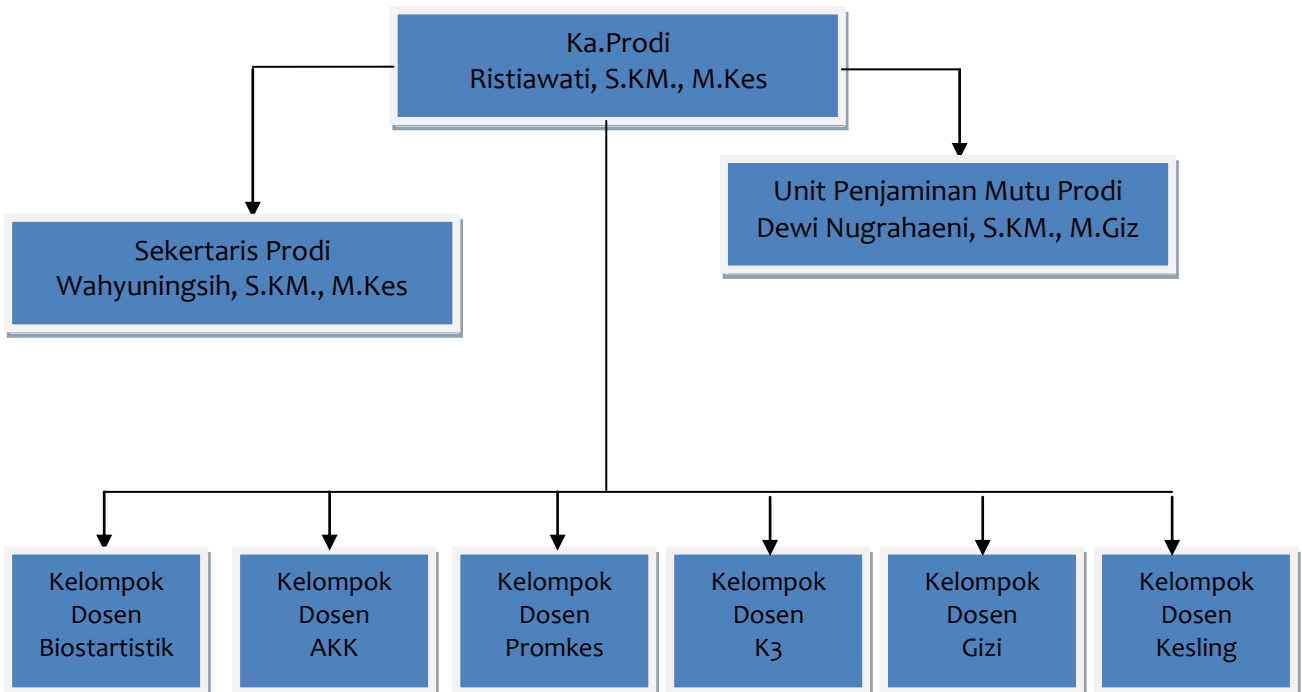 Ka.Prodi
Ristiawati, S.KM., M.Kes
Unit Penjaminan Mutu Prodi
Dewi Nugrahaeni, S.KM., M.Giz
Sekertaris Prodi
Wahyuningsih, S.KM., M.Kes
Kelompok
Dosen
Biostartistik
Kelompok
Dosen
AKK
Kelompok
Dosen
Promkes
Kelompok
Dosen
K3
Kelompok
Dosen
Gizi
Kelompok
Dosen
Kesling